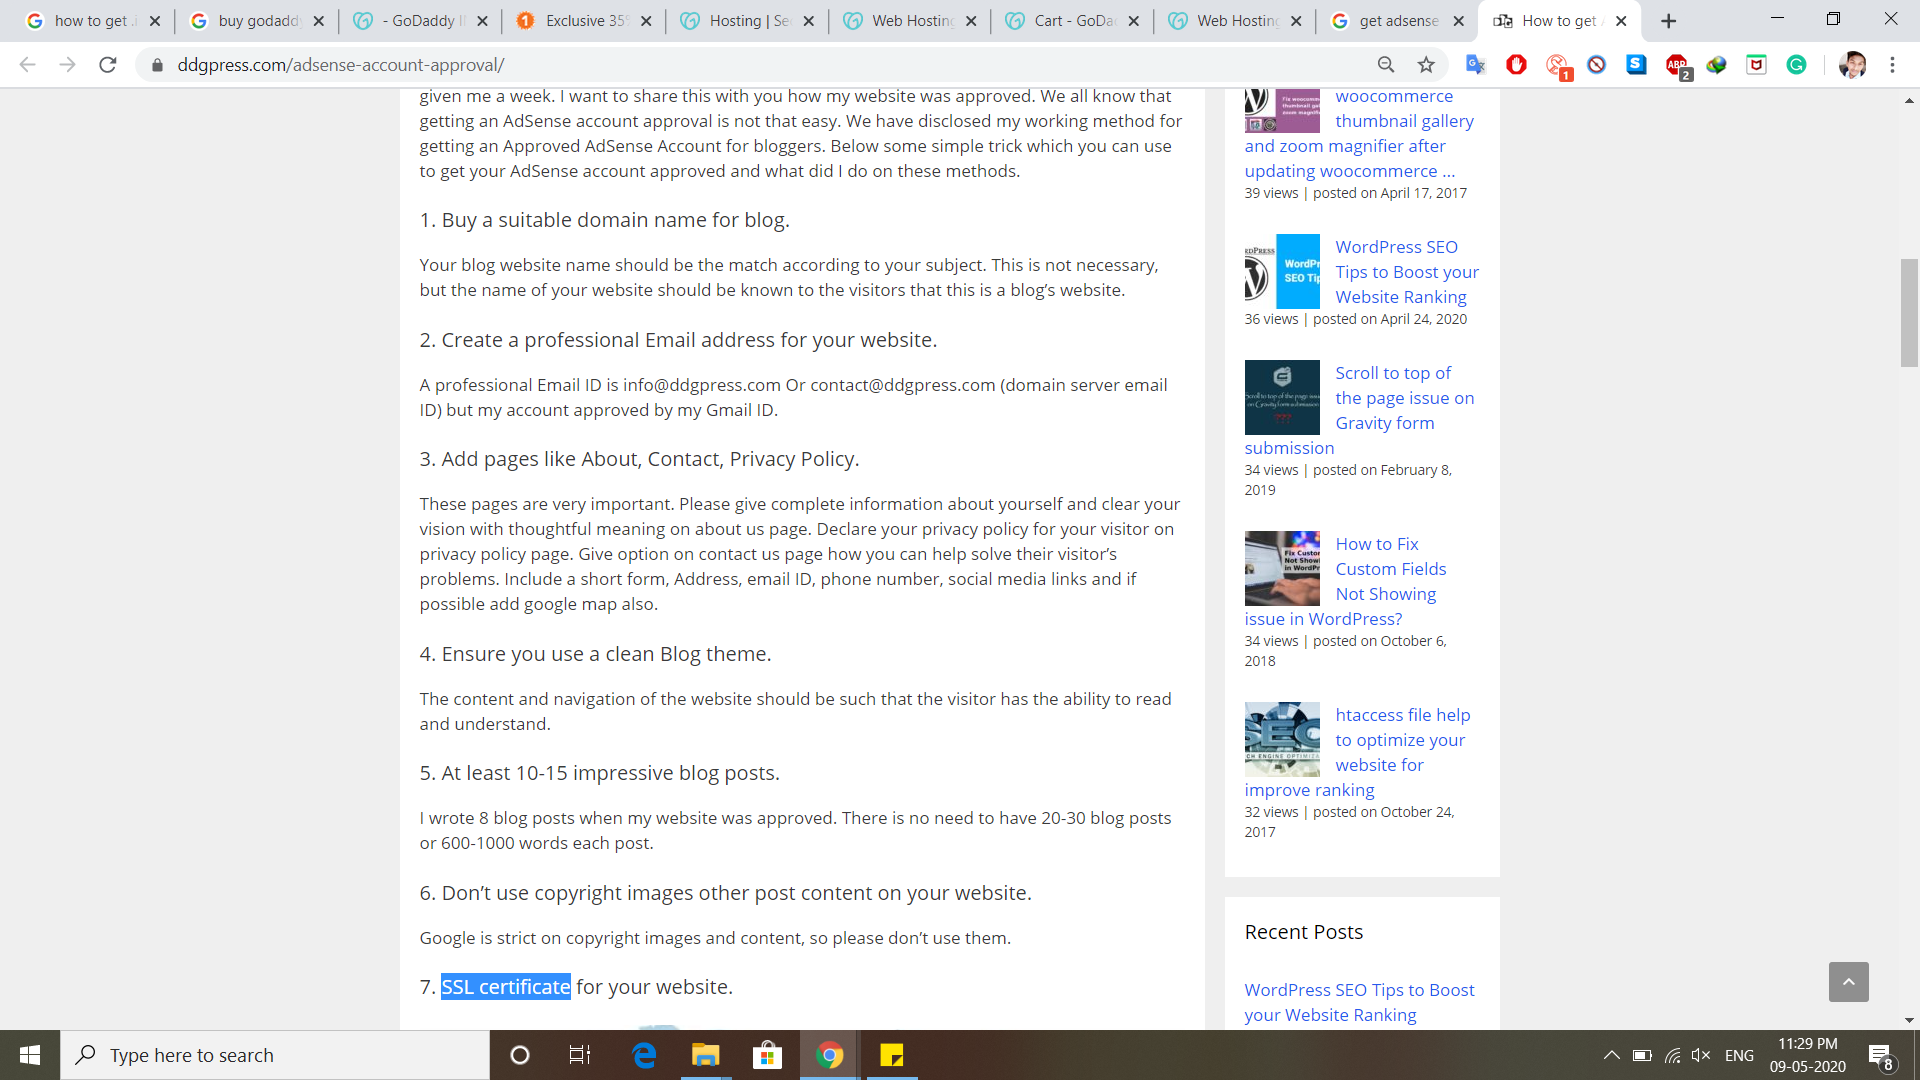 how to get .i
buy godadd
- GoDaddy I
Exclusive 35
Hosting | Se
Web Hosting
Cart - GoDa
Web Hosting
get adsense
How to get A
ddgpress.com/adsense-account-approval/
1
2
given me a week. I want to share this with you how my website was approved. We all know that
getting an AdSense account approval is not that easy. We have disclosed my working method for
getting an Approved AdSense Account for bloggers. Below some simple trick which you can use
to get your AdSense account approved and what did I do on these methods.
1. Buy a suitable domain name for blog.
Your blog website name should be the match according to your subject. This is not necessary,
but the name of your website should be known to the visitors that this is a blog’s website.
2. Create a professional Email address for your website.
A professional Email ID is info@ddgpress.com Or contact@ddgpress.com (domain server email
ID) but my account approved by my Gmail ID.
3. Add pages like About, Contact, Privacy Policy.
These pages are very important. Please give complete information about yourself and clear your
vision with thoughtful meaning on about us page. Declare your privacy policy for your visitor on
privacy policy page. Give option on contact us page how you can help solve their visitor’s
problems. Include a short form, Address, email ID, phone number, social media links and if
possible add google map also.
4. Ensure you use a clean Blog theme.
The content and navigation of the website should be such that the visitor has the ability to read
and understand.
5. At least 10-15 impressive blog posts.
I wrote 8 blog posts when my website was approved. There is no need to have 20-30 blog posts
or 600-1000 words each post.
6. Don’t use copyright images other post content on your website.
Google is strict on copyright images and content, so please don’t use them.
7. SSL certificate for your website.
woocommerce
thumbnail gallery
and zoom magnifier after
updating woocommerce ...
39 views | posted on April 17, 2017
WordPress SEO
Tips to Boost your
Website Ranking
36 views | posted on April 24, 2020
Scroll to top of
the page issue on
Gravity form
submission
34 views | posted on February 8,
2019
How to Fix
Custom Fields
Not Showing
issue in WordPress?
34 views | posted on October 6,
2018
htaccess file help
to optimize your
website for
improve ranking
32 views | posted on October 24,
2017
Recent Posts
WordPress SEO Tips to Boost
your Website Ranking
Type here to search
ENG
11:29 PM
09-05-2020
8